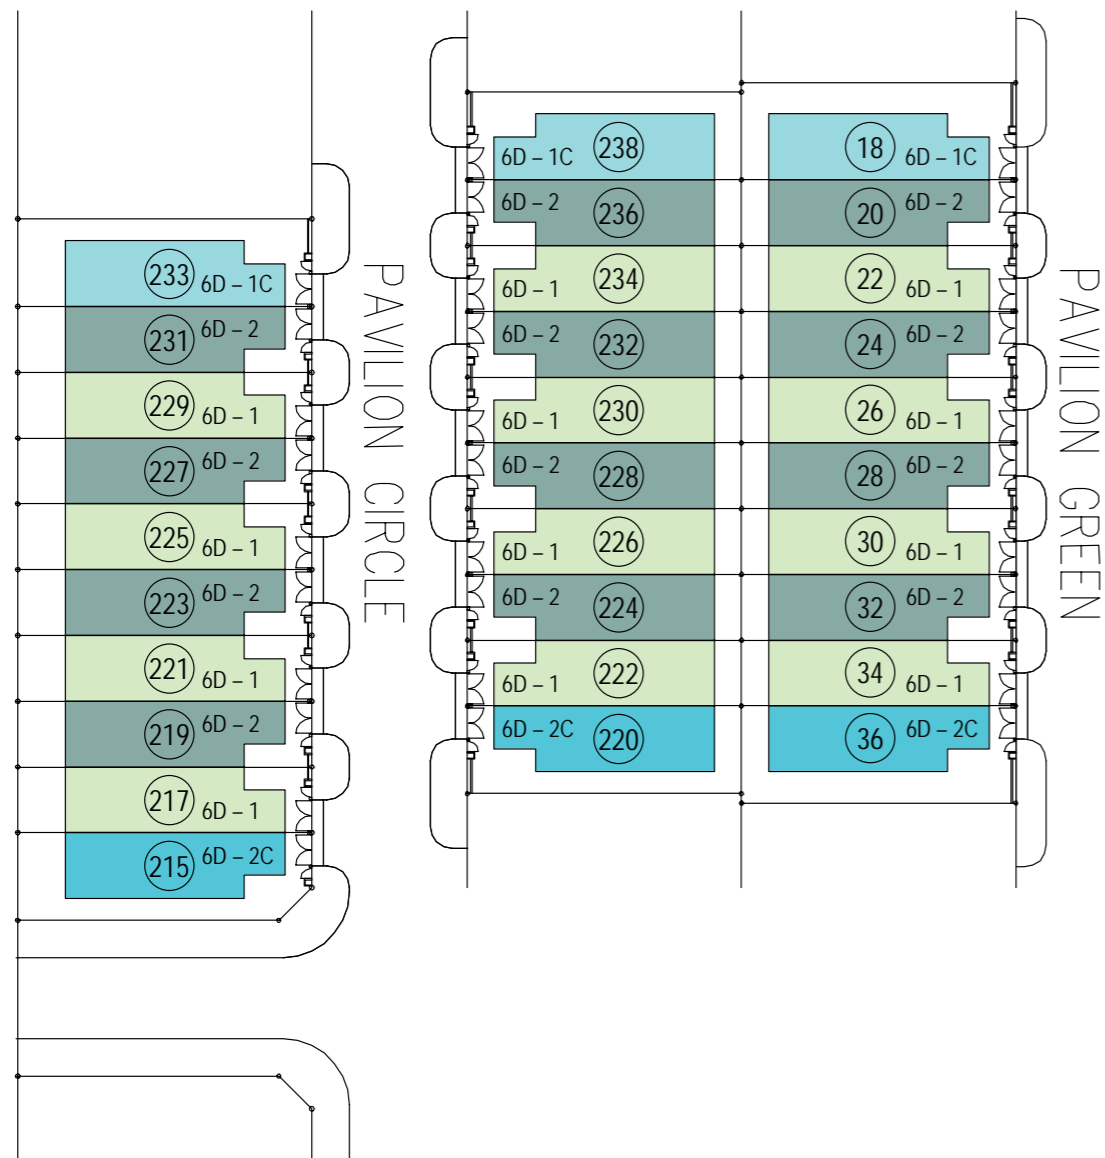 233 6D – 1C
231 6D – 2
229 6D – 1
227 6D – 2
225 6D – 1
223 6D – 2
221 6D – 1
219 6D – 2
217 6D – 1
215 6D – 2C
PAVILION CIRCLE
6D – 1C 238
6D – 2 236
6D – 1 234
6D – 2 232
6D – 1 230
6D – 2 228
6D – 1 226
6D – 2 224
6D – 1 222
6D – 2C 220
18 6D – 1C
20 6D – 2
22 6D – 1
24 6D – 2
26 6D – 1
28 6D – 2
30 6D – 1
32 6D – 2
34 6D – 1
36 6D – 2C
PAVILION GREEN